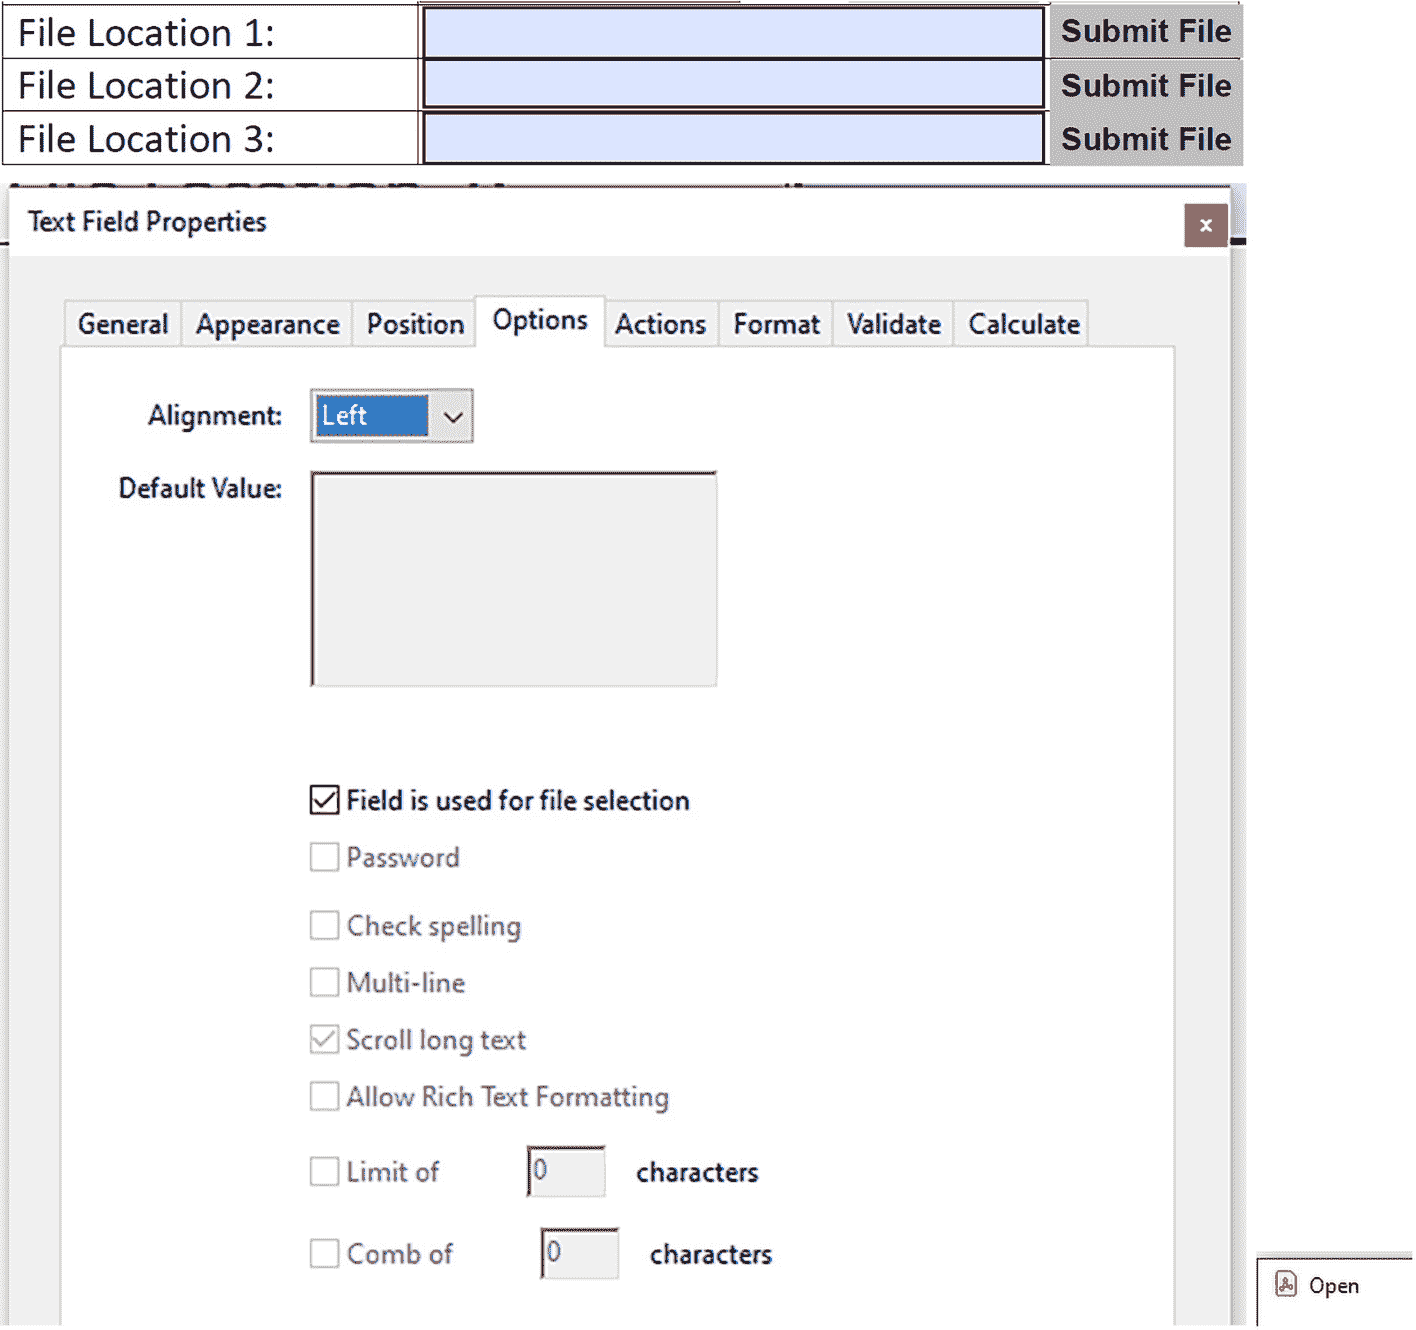 File Location 1: Submit File
File Location 2: Submit File
File Location 3: Submit File
Text Field Properties x
General Appearance Position Options Actions Format Validate Calculate
Alignment: Left
Default Value:
Field is used for file selection
Password
Check spelling
Multi-line
Scroll long text
Allow Rich Text Formatting
Limit of 0 characters
Comb of 0 characters
Open